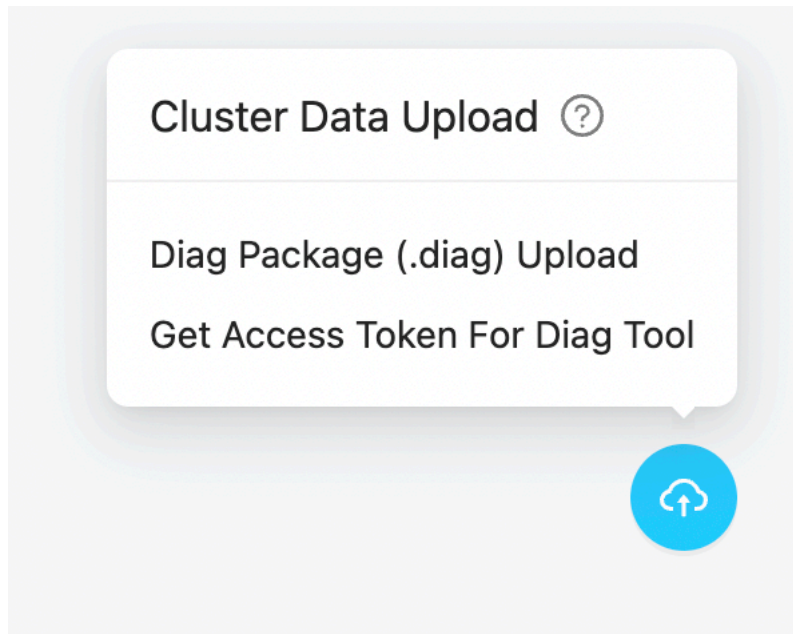 Cluster Data Upload ?
Diag Package (.diag) Upload
Get Access Token For Diag Tool